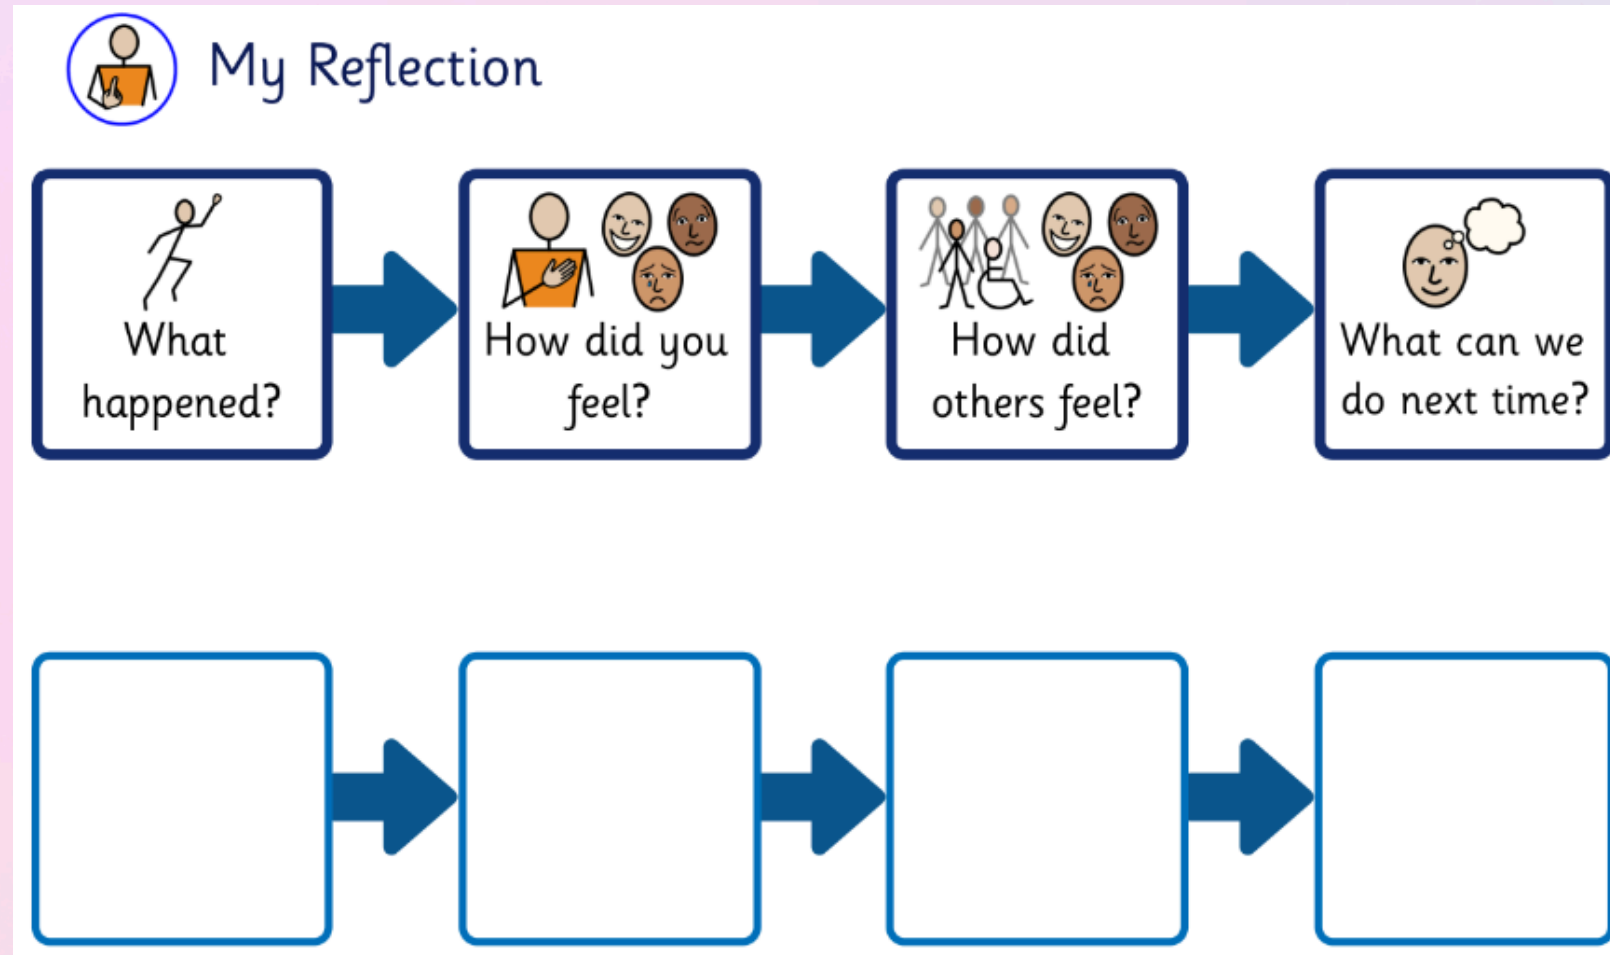 My Reflection
What
happened?
How did you
feel?
How did
others feel?
What can we
do next time?